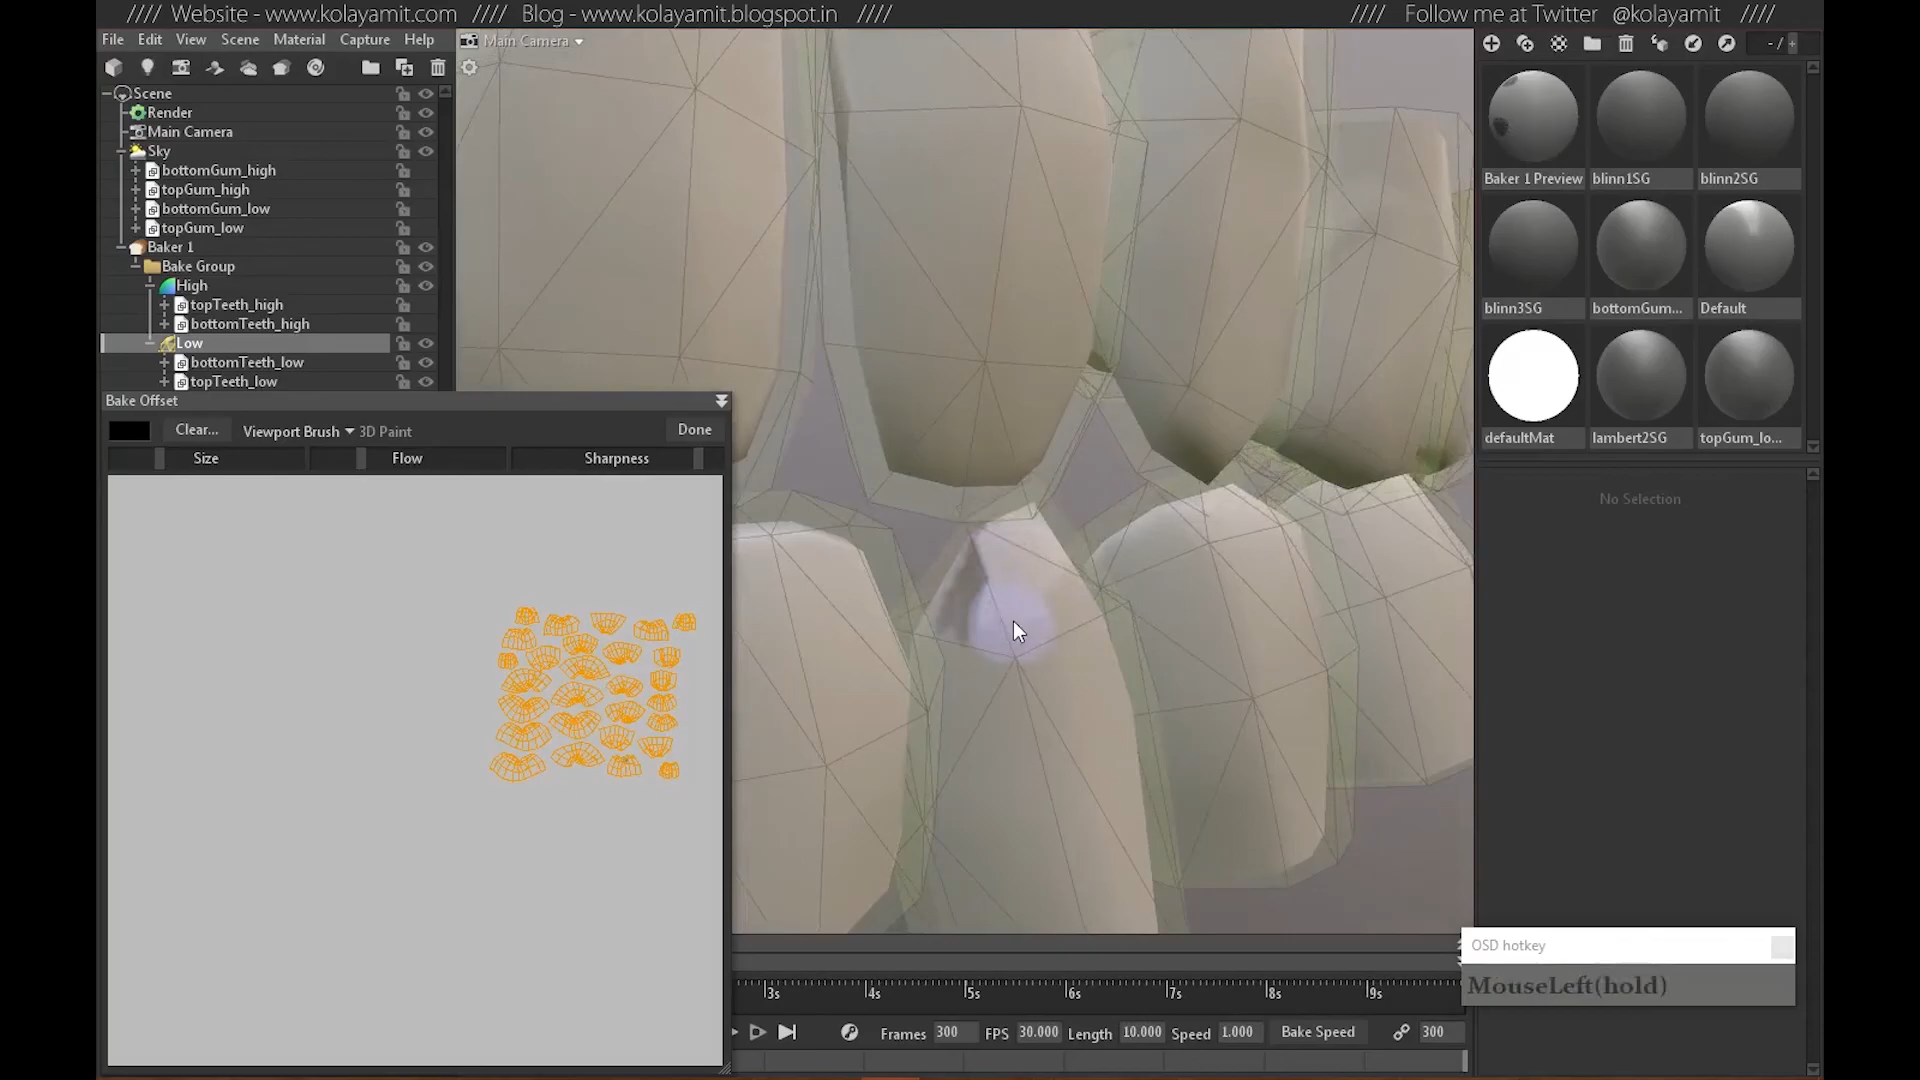 //// Website - www.kolayamit.com //// Blog - www.kolayamit.blogspot.in ////
//// Follow me at Twitter @kolayamit ////
File Edit View Scene Material Capture Help
Main Camera
- / +
Scene
Render
Main Camera
Sky
bottomGum_high
topGum_high
bottomGum_low
topGum_low
Baker 1
Bake Group
High
topTeeth_high
bottomTeeth_high
Low
bottomTeeth_low
topTeeth_low
Bake Offset
Clear... Viewport Brush 3D Paint Done
Size Flow Sharpness
Baker 1 Preview blinn1SG blinn2SG
blinn3SG bottomGum... Default
defaultMat lambert2SG topGum_lo...
No Selection
OSD hotkey
MouseLeft(hold)
3s 4s 5s 6s 7s 8s 9s
Frames 300 FPS 30.000 Length 10.000 Speed 1.000 Bake Speed 300